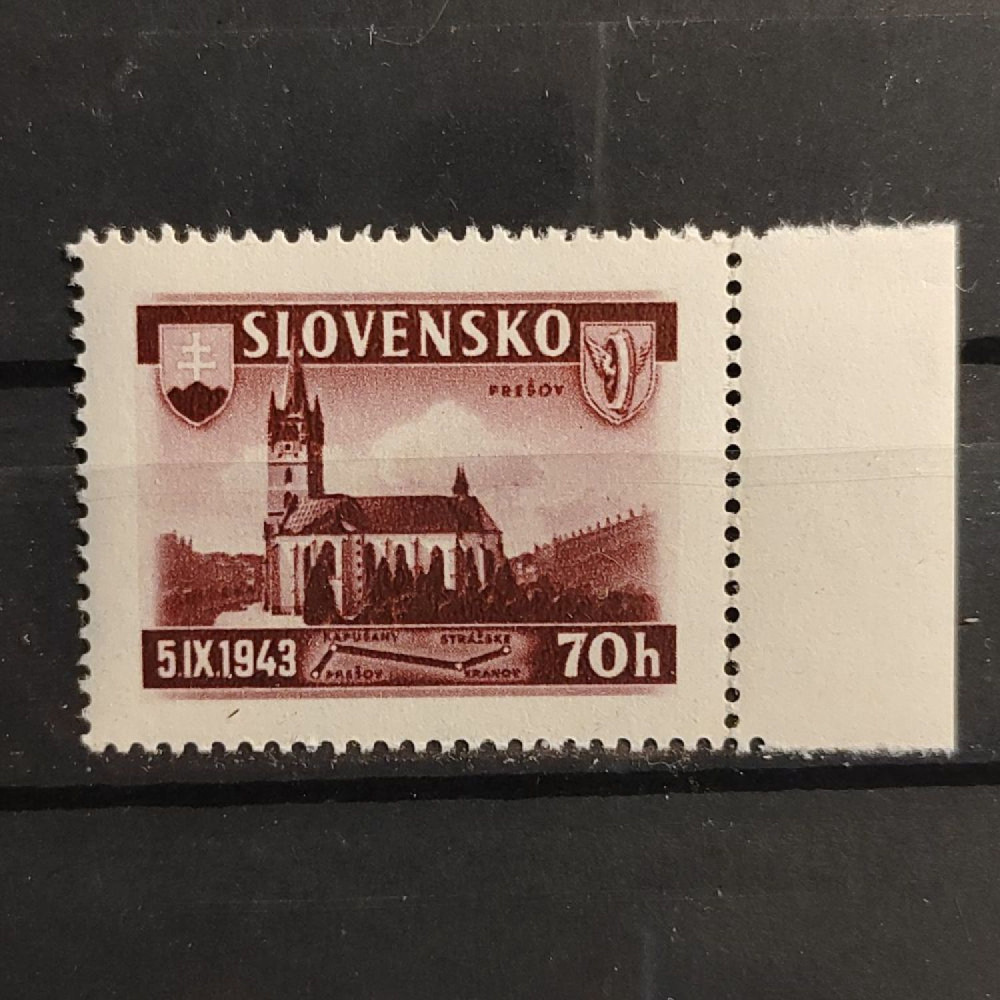 SLOVENSKO
PREŠOV
KAPUŠANY STRÁŽSKE
5.IX.1943 70h
PREŠOV VRANOV